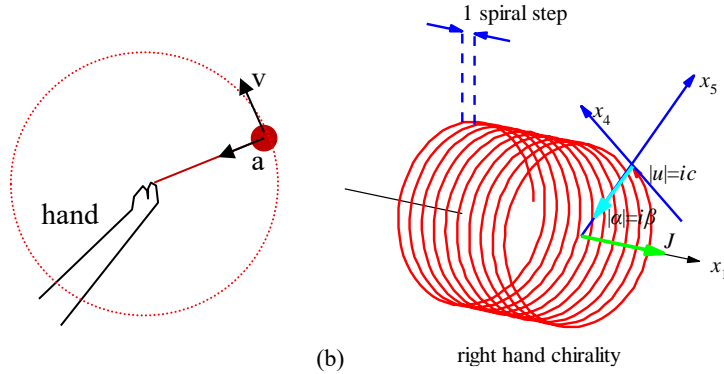 1 spiral step
v
a
hand
x₅
x₄
|u|=ic
|α|=iβ
J
x₁
(b)
right hand chirality